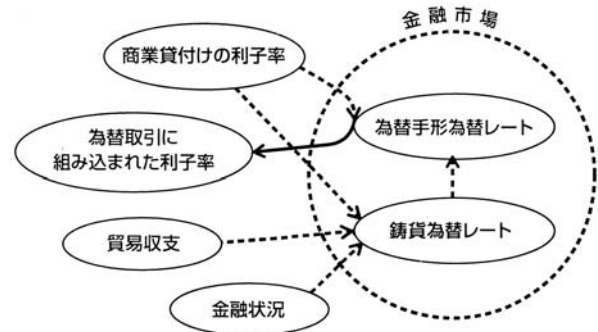 金融市場
商業貸付けの利子率
為替手形為替レート
為替取引に
組み込まれた利子率
鋳貨為替レート
貿易収支
金融状況